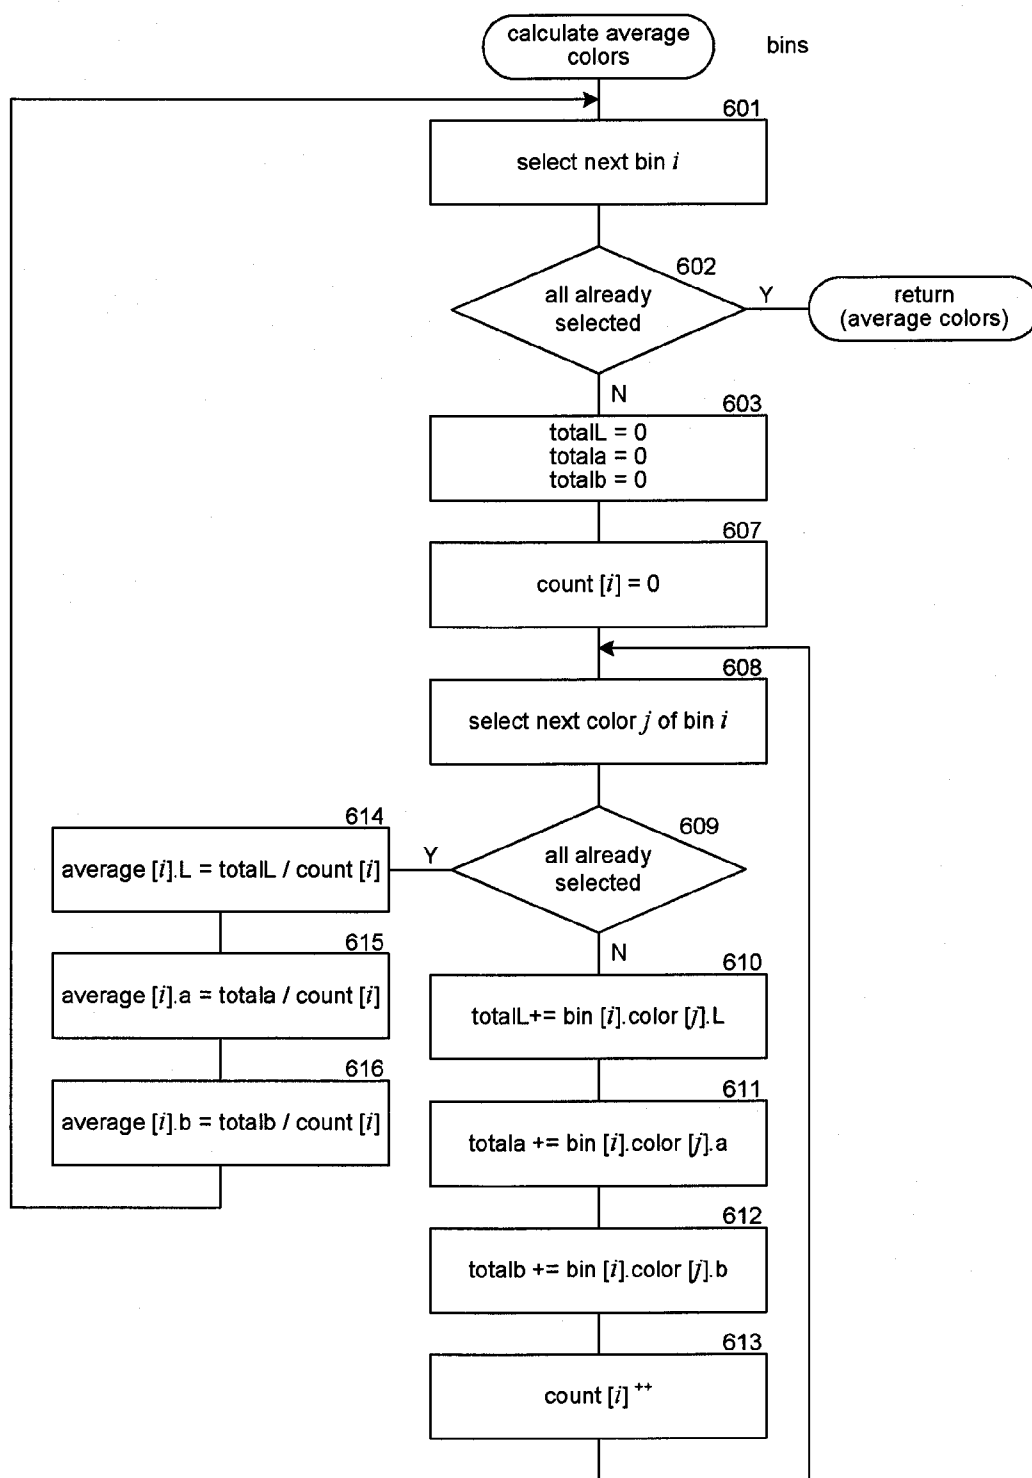 calculate average
colors
bins
601
select next bin i
602
all already
selected
Y
return
(average colors)
N
603
totalL = 0
totala = 0
totalb = 0
607
count [i] = 0
608
select next color j of bin i
609
all already
selected
Y
614
average [i].L = totalL / count [i]
615
average [i].a = totala / count [i]
616
average [i].b = totalb / count [i]
N
610
totalL+= bin [i].color [j].L
611
totala += bin [i].color [j].a
612
totalb += bin [i].color [j].b
613
count [i] ++